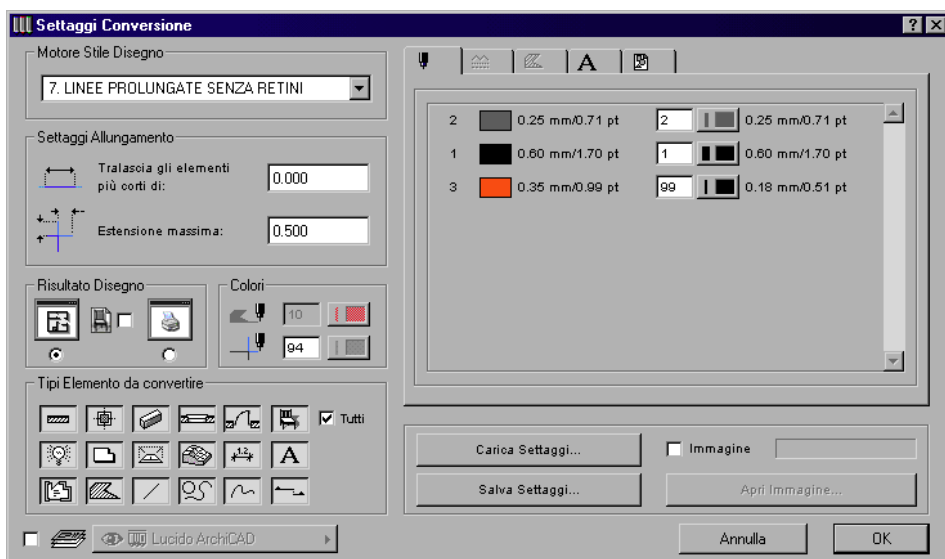 Settaggi Conversione
Motore Stile Disegno
7. LINEE PROLUNGATE SENZA RETINI
Settaggi Allungamento
Tralascia gli elementi
più corti di:
0.000
Estensione massima:
0.500
Risultato Disegno
Colori
10
94
Tipi Elemento da convertire
Tutti
1.2
A
Lucido ArchiCAD
A
2 0.25 mm/0.71 pt 2 0.25 mm/0.71 pt
1 0.60 mm/1.70 pt 1 0.60 mm/1.70 pt
3 0.35 mm/0.99 pt 99 0.18 mm/0.51 pt
Carica Settaggi...
Immagine
Salva Settaggi...
Apri Immagine...
Annulla
OK